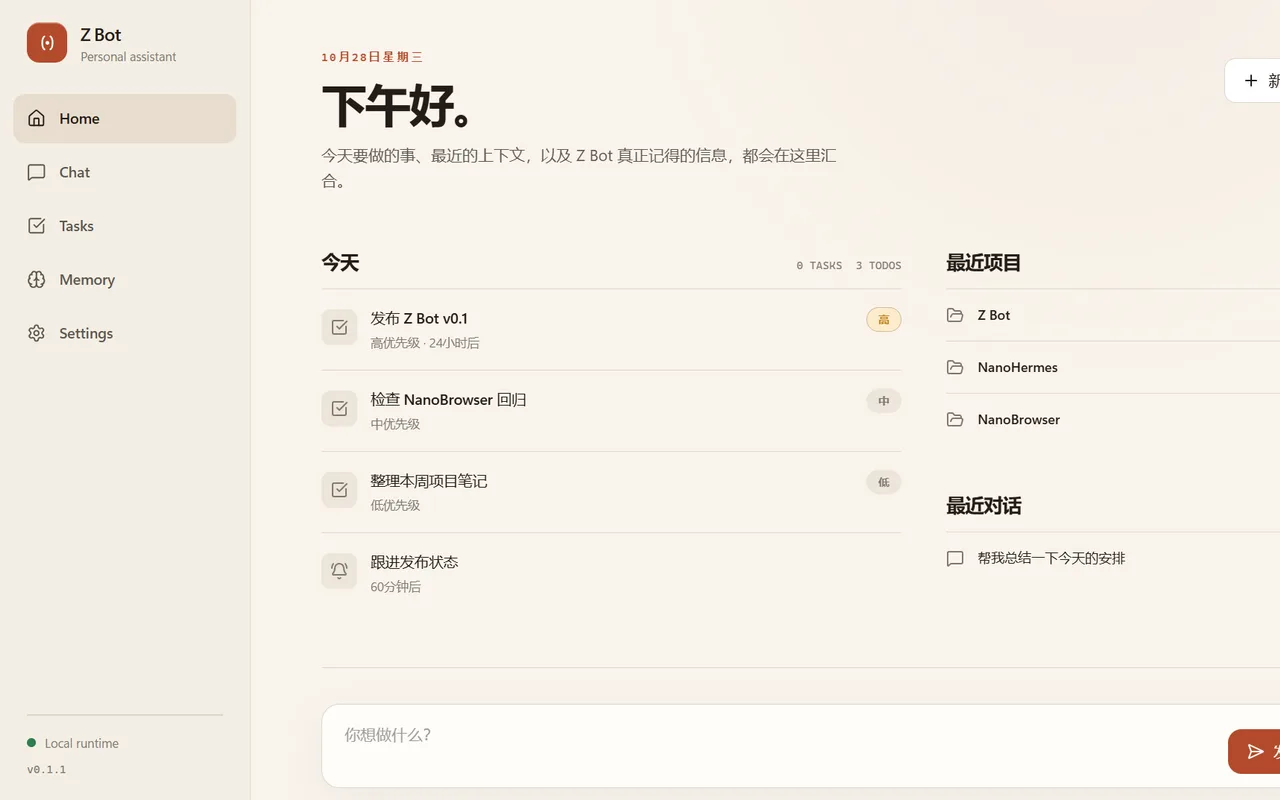 Z Bot
Personal assistant
Home
Chat
Tasks
Memory
Settings
Local runtime
v0.1.1
10月28日星期三
下午好。
今天要做的事、最近的上下文，以及 Z Bot 真正记得的信息，都会在这里汇
合。
今天
0 TASKS 3 TODOS
发布 Z Bot v0.1
高优先级 · 24小时后
高
检查 NanoBrowser 回归
中优先级
中
整理本周项目笔记
低优先级
低
跟进发布状态
60分钟后
最近项目
Z Bot
NanoHermes
NanoBrowser
最近对话
帮我总结一下今天的安排
你想做什么?